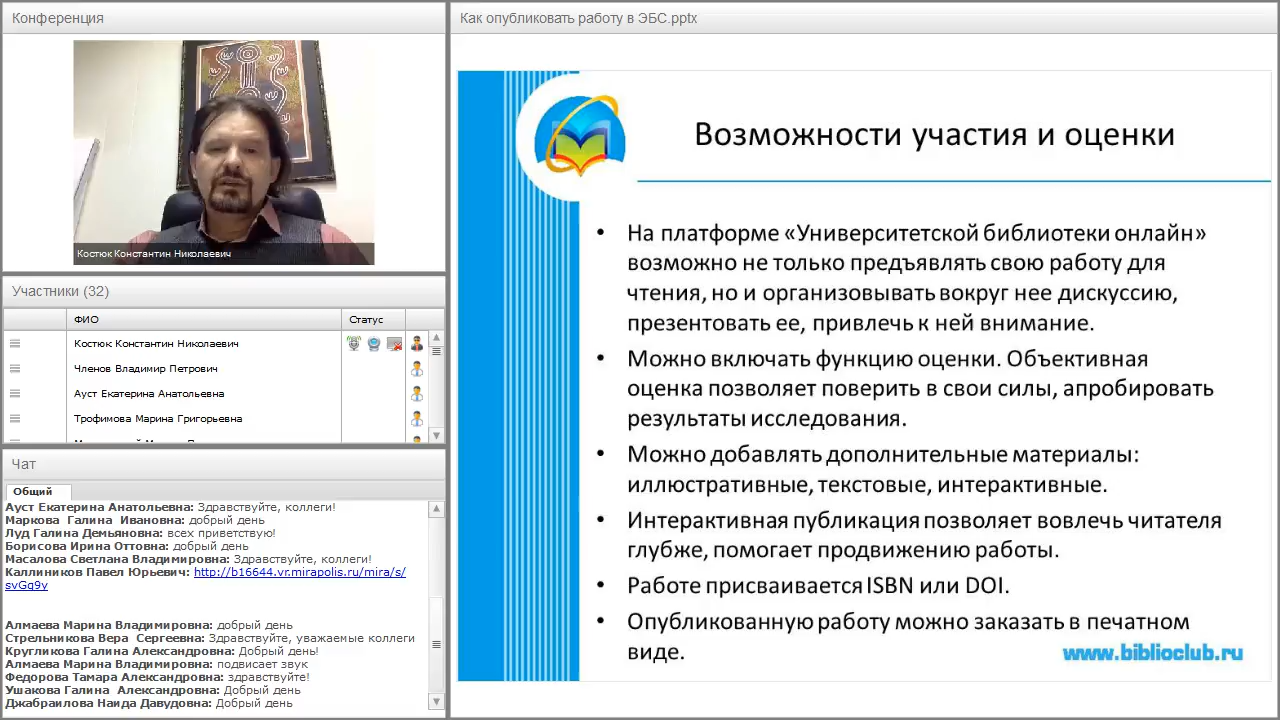 Конференция
Костюк Константин Николаевич
Участники (32)
ФИО
Статус
Костюк Константин Николаевич
Членов Владимир Петрович
Ауст Екатерина Анатольевна
Трофимова Марина Григорьевна
Чат
Общий
Ауст Екатерина Анатольевна: Здравствуйте, коллеги!
Маркова Галина Ивановна: добрый день
Луд Галина Демьяновна: всех приветствую!
Борисова Ирина Оттовна: добрый день
Масалова Светлана Владимировна: Здравствуйте, коллеги!
Каллиников Павел Юрьевич: http://b16644.vr.mirapolis.ru/mira/s/
svGq9y
Алмаева Марина Владимировна: добрый день
Стрельникова Вера Сергеевна: Здравствуйте, уважаемые коллеги
Кругликова Галина Александровна: Добрый день!
Алмаева Марина Владимировна: подвисает звук
Федорова Тамара Александровна: здравствуйте!
Ушакова Галина Александровна: Добрый день
Джабраилова Наида Давудовна: Добрый день
Как опубликовать работу в ЭБС.pptx
Возможности участия и оценки
• На платформе «Университетской библиотеки онлайн»
возможно не только предъявлять свою работу для
чтения, но и организовывать вокруг нее дискуссию,
презентовать ее, привлечь к ней внимание.
• Можно включать функцию оценки. Объективная
оценка позволяет поверить в свои силы, апробировать
результаты исследования.
• Можно добавлять дополнительные материалы:
иллюстративные, текстовые, интерактивные.
• Интерактивная публикация позволяет вовлечь читателя
глубже, помогает продвижению работы.
• Работе присваивается ISBN или DOI.
• Опубликованную работу можно заказать в печатном
виде.
www.biblioclub.ru